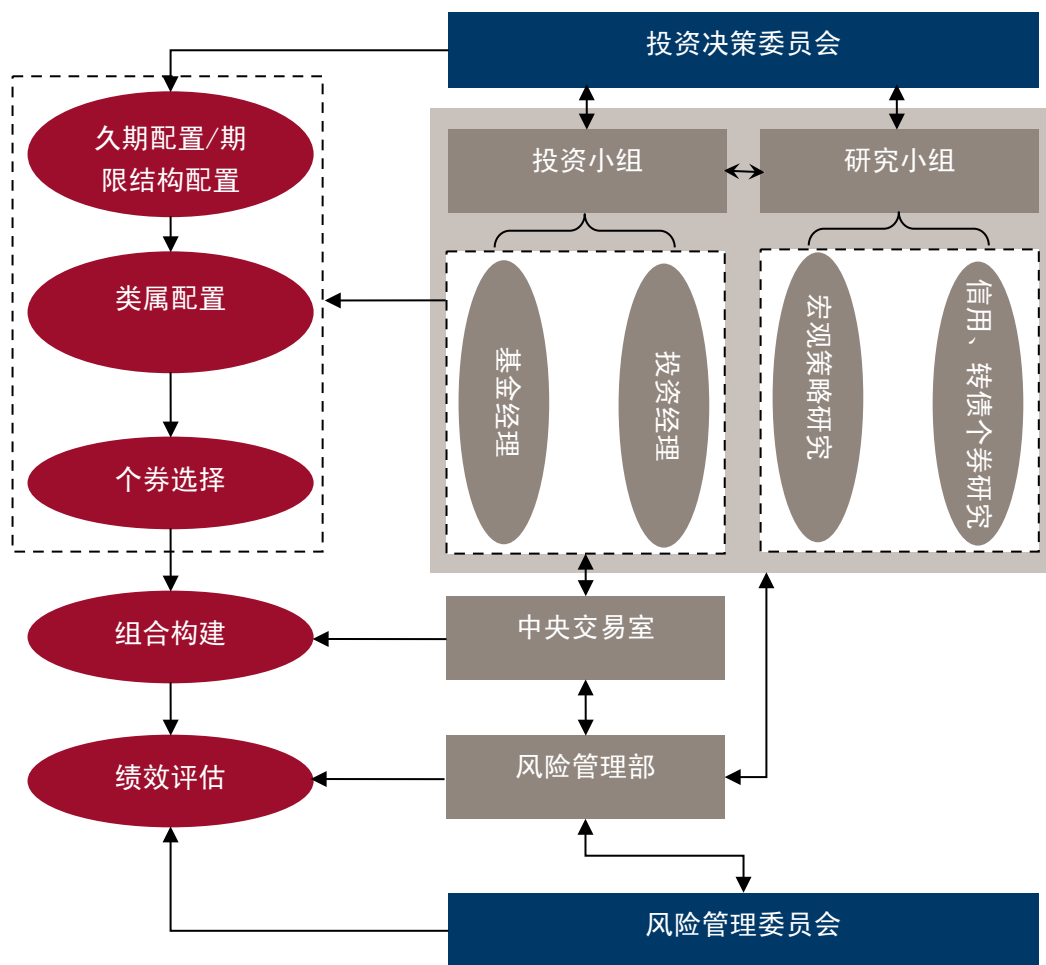 投资决策委员会
久期配置/期
限结构配置
投资小组
研究小组
类属配置
基金经理
投资经理
宏观策略研究
信用、转债个券研究
个券选择
组合构建
中央交易室
绩效评估
风险管理部
风险管理委员会